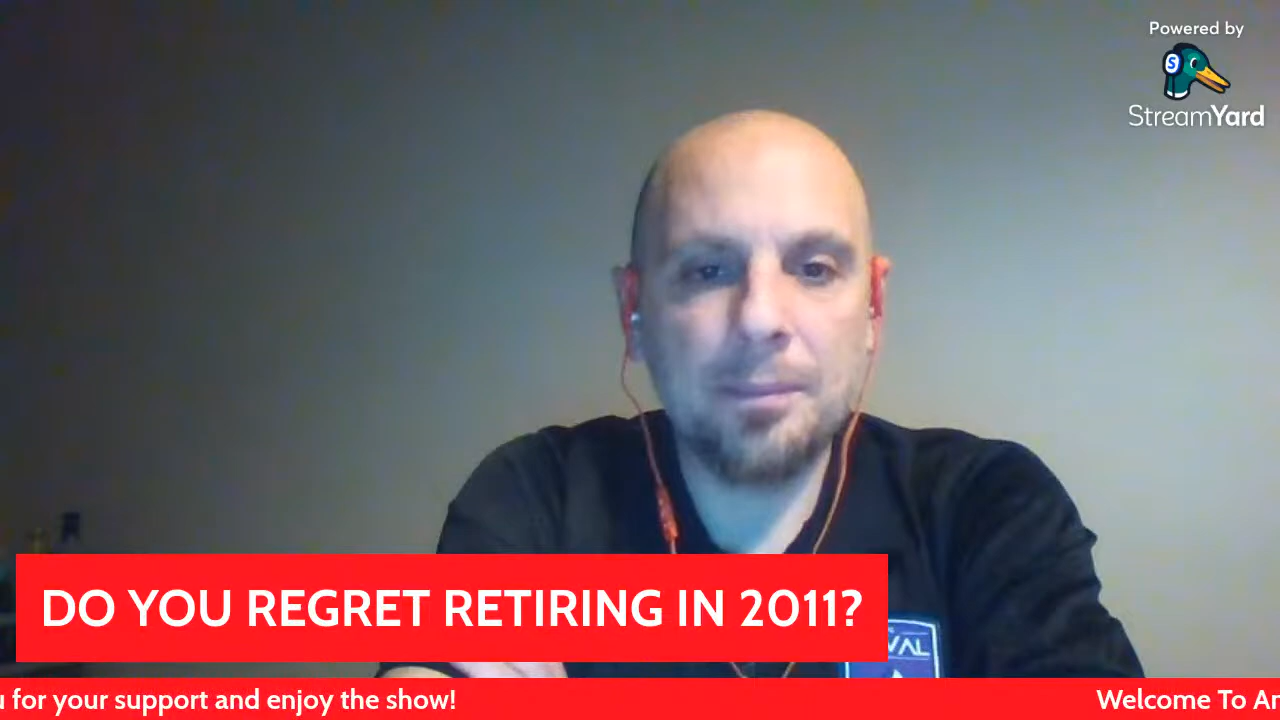 Powered by
S
StreamYard
DO YOU REGRET RETIRING IN 2011?
for your support and enjoy the show!
Welcome To